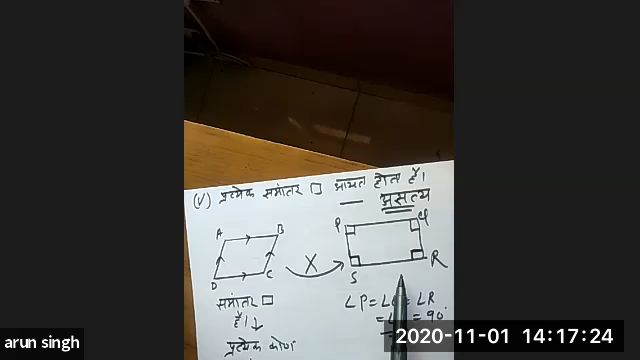 (V) प्रत्येक समांतर □ आयत होता है।
— असत्य
A B
D C
X
P Q
S R
समांतर □
है।
प्रत्येक कोण
∠P = ∠Q = ∠R
= 90°
arun singh
2020-11-01 14:17:24